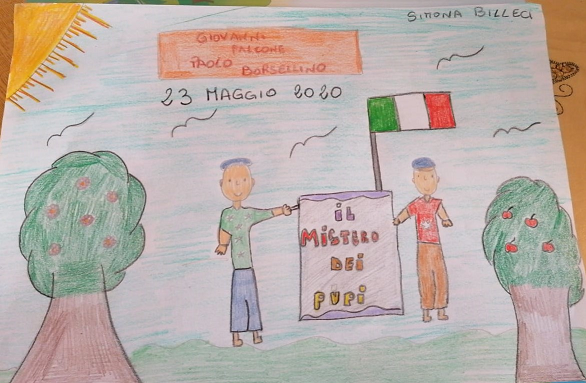 SIMONA BILLECI
GIOVANNI
FALCONE
PAOLO
BORSELLINO
23 MAGGIO 2020
iL
MiSTERO
DEi
PUPi